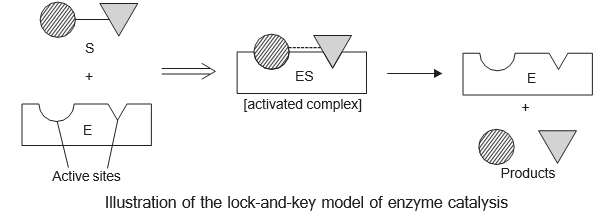 S
+
E
Active sites
ES
[activated complex]
E
+
Products
Illustration of the lock-and-key model of enzyme catalysis